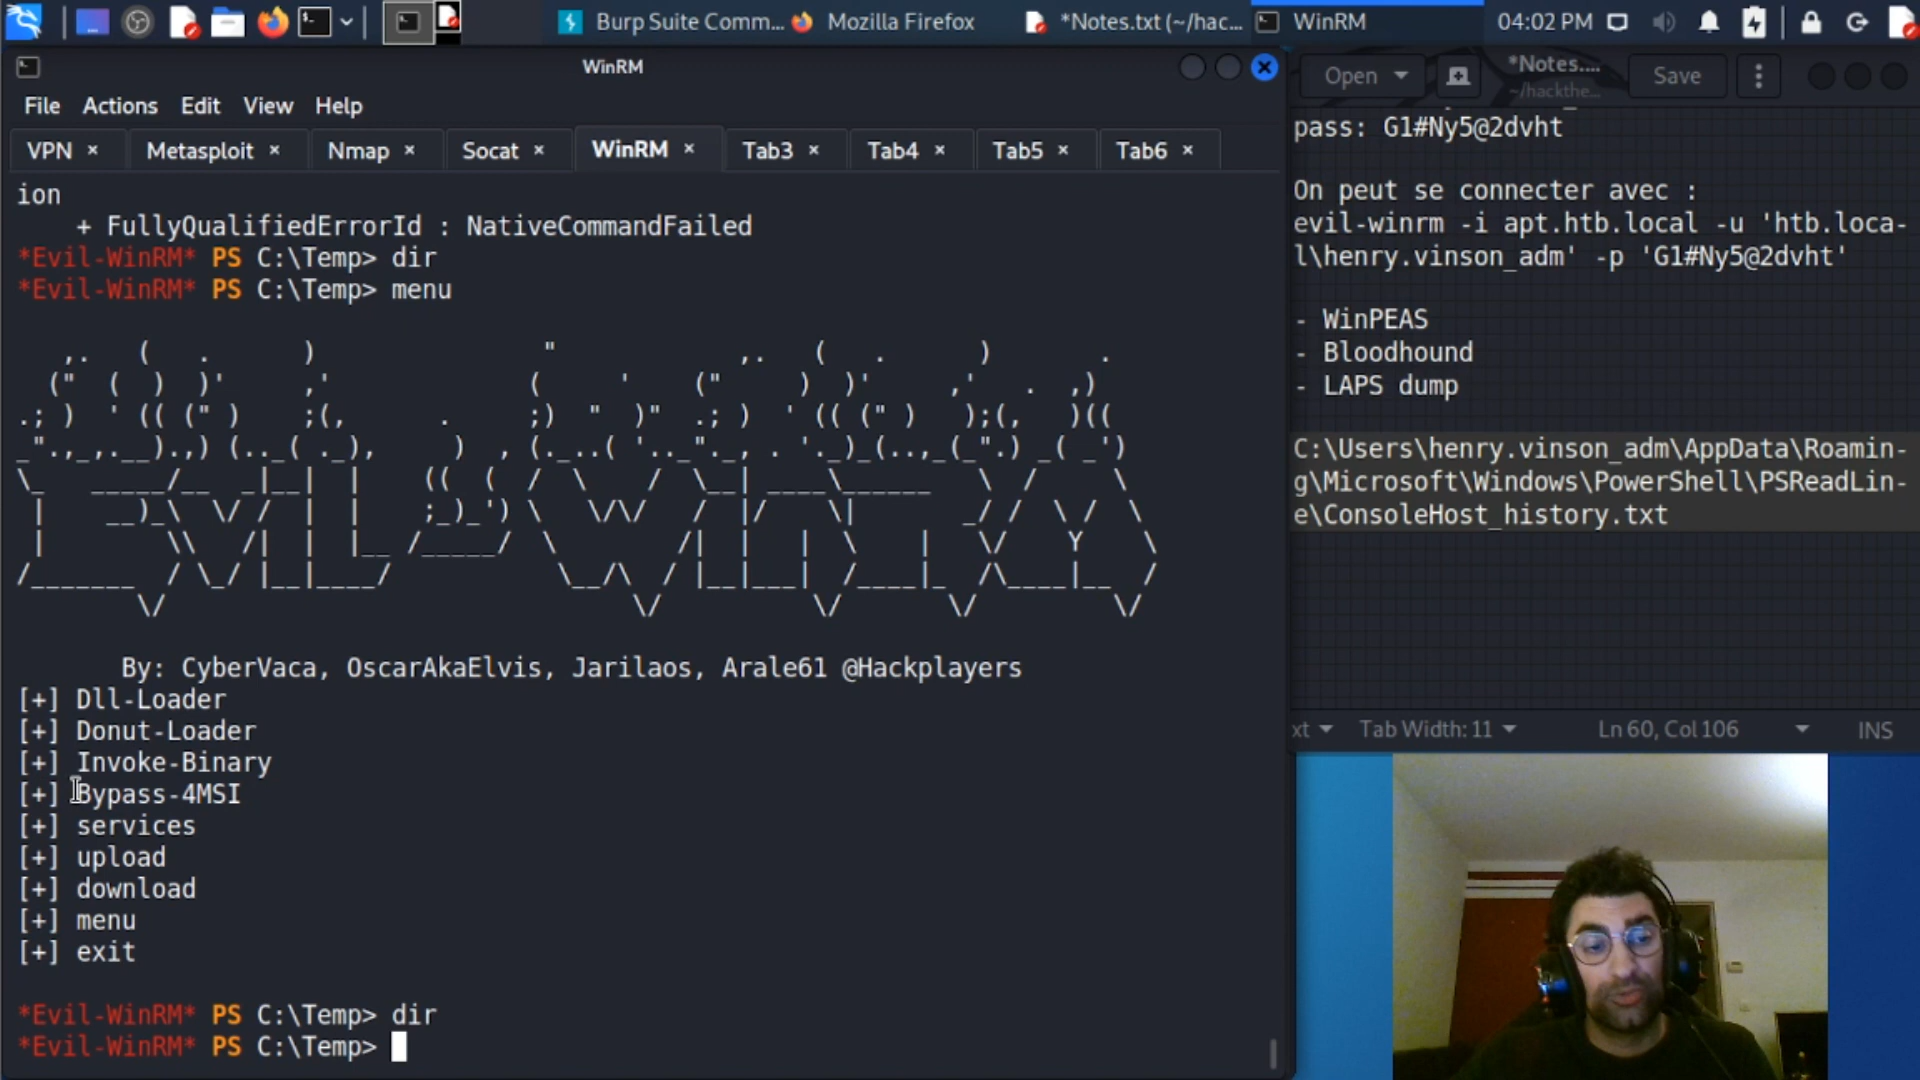 Burp Suite Comm...
Mozilla Firefox
*Notes.txt (~/hac...
WinRM
04:02 PM
WinRM
File Actions Edit View Help
VPN × Metasploit × Nmap × Socat × WinRM × Tab3 × Tab4 × Tab5 × Tab6 ×
ion
+ FullyQualifiedErrorId : NativeCommandFailed
*Evil-WinRM* PS C:\Temp> dir
*Evil-WinRM* PS C:\Temp> menu
By: CyberVaca, OscarAkaElvis, Jarilaos, Arale61 @Hackplayers
[+] Dll-Loader
[+] Donut-Loader
[+] Invoke-Binary
[+] Bypass-4MSI
[+] services
[+] upload
[+] download
[+] menu
[+] exit
*Evil-WinRM* PS C:\Temp> dir
*Evil-WinRM* PS C:\Temp>
Open
*Notes....
~/hackthe...
Save
pass: G1#Ny5@2dvht
On peut se connecter avec :
evil-winrm -i apt.htb.local -u 'htb.loca-
l\henry.vinson_adm' -p 'G1#Ny5@2dvht'
- WinPEAS
- Bloodhound
- LAPS dump
C:\Users\henry.vinson_adm\AppData\Roamin-
g\Microsoft\Windows\PowerShell\PSReadLin-
e\ConsoleHost_history.txt
xt Tab Width: 11 Ln 60, Col 106 INS